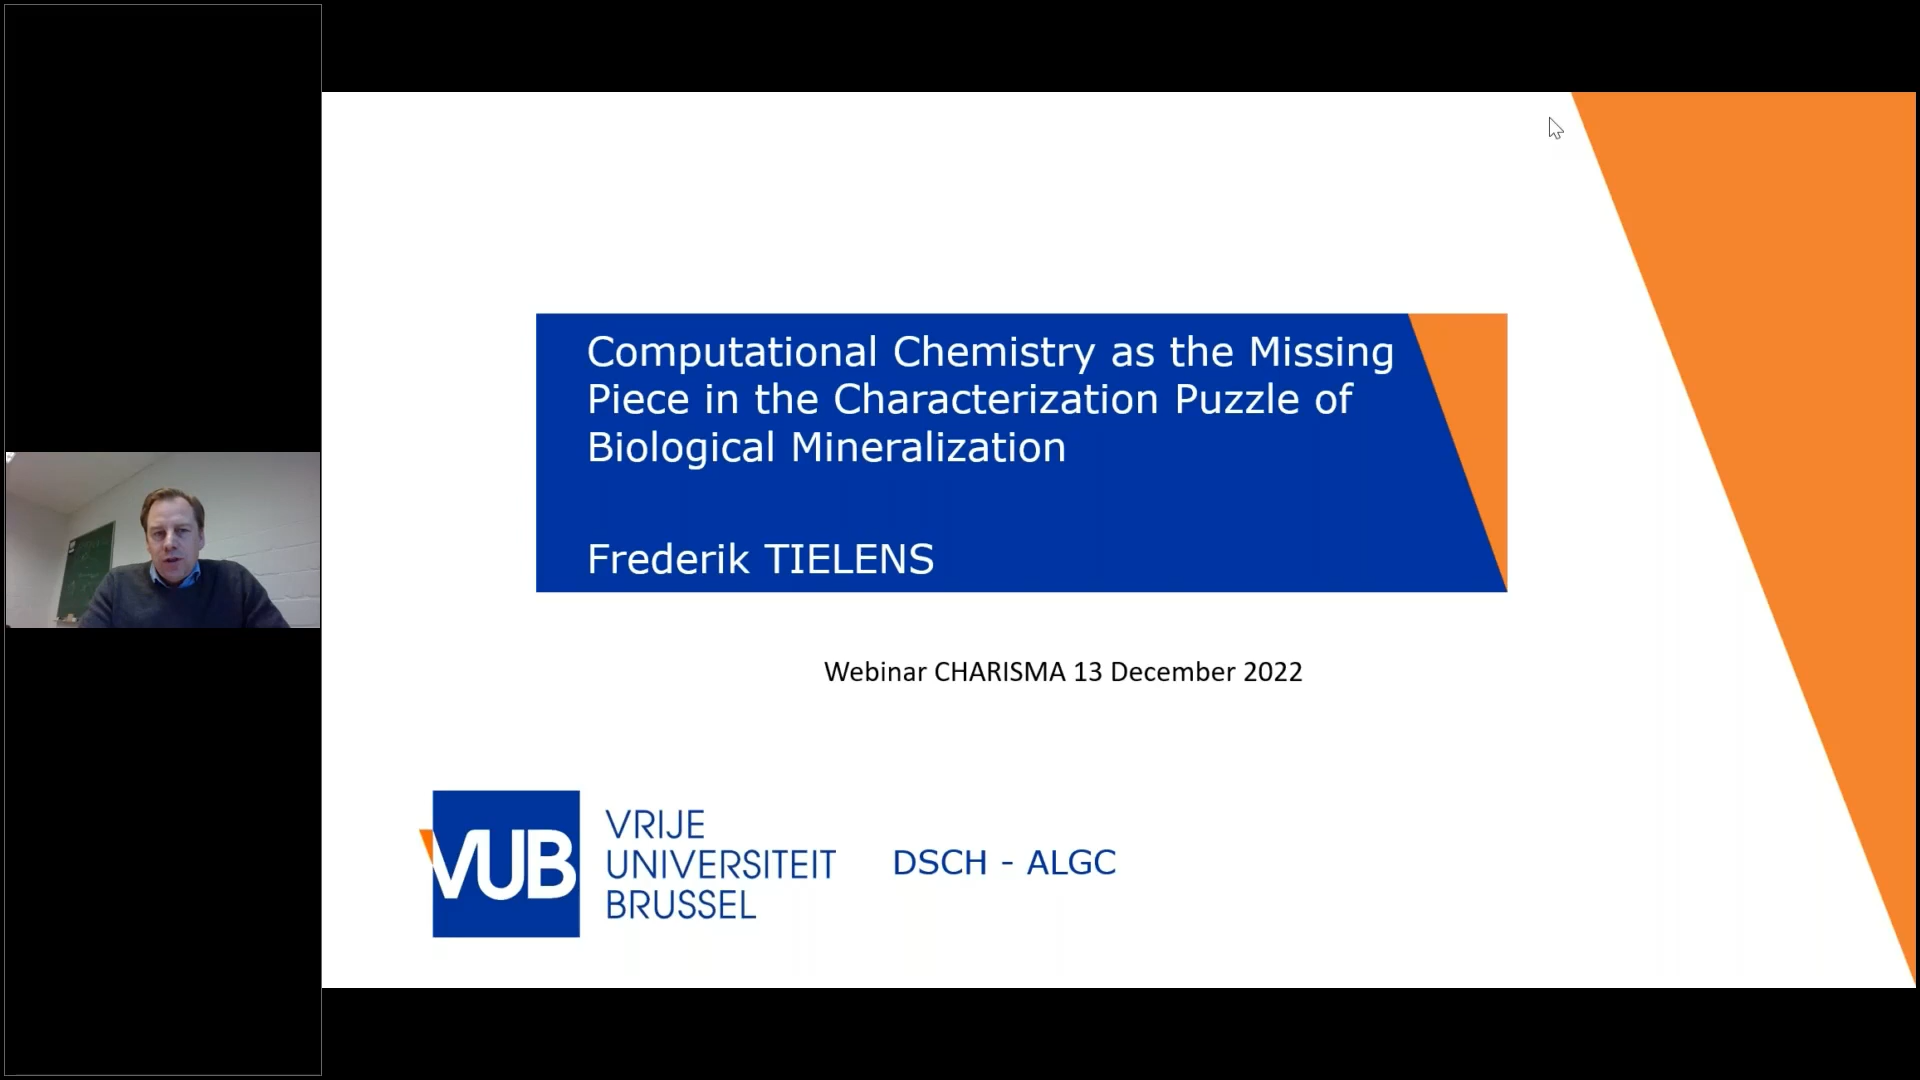 Computational Chemistry as the Missing
Piece in the Characterization Puzzle of
Biological Mineralization
Frederik TIELENS
Webinar CHARISMA 13 December 2022
VUB
VRIJE
UNIVERSITEIT
BRUSSEL
DSCH - ALGC